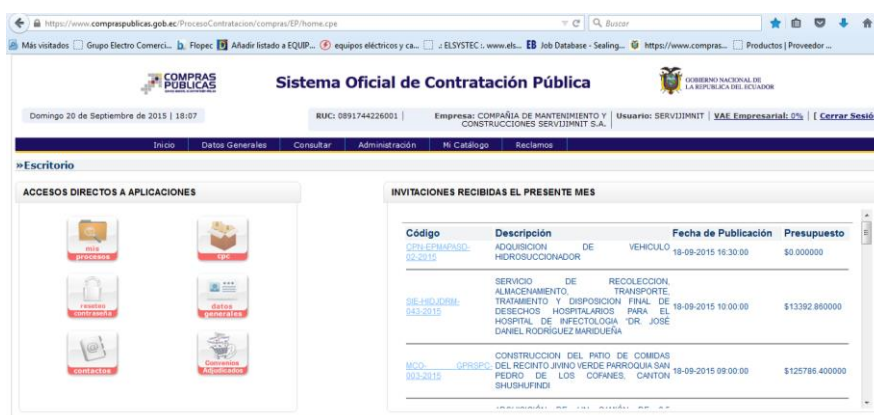 https://www.compraspublicas.gob.ec/ProcesoContratacion/compras/EP/home.cpe
Buscar
Más visitados Grupo Electro Comerci... Flopec Añadir listado a EQUIP... equipos eléctricos y ca... .: ELSYSTEC :. www.els... Job Database - Sealing... https://www.compras... Productos | Proveedor ...
COMPRAS PÚBLICAS
Sistema Oficial de Contratación Pública
GOBIERNO NACIONAL DE
LA REPUBLICA DEL ECUADOR
Domingo 20 de Septiembre de 2015 | 18:07
RUC: 0891744226001 |
Empresa: COMPAÑIA DE MANTENIMIENTO Y
CONSTRUCCIONES SERVIJIMNIT S.A.
| Usuario: SERVIJIMNIT | VAE Empresarial: 0% | [ Cerrar Sesió
Inicio Datos Generales Consultar Administración Mi Catálogo Reclamos
»Escritorio
ACCESOS DIRECTOS A APLICACIONES
mis
procesos
cpc
reseteo
contraseña
datos
generales
contactos
Convenios
Adjudicados
INVITACIONES RECIBIDAS EL PRESENTE MES
Código Descripción Fecha de Publicación Presupuesto
CPN-EPMAPASD-
02-2015
ADQUISICION DE VEHICULO
HIDROSUCCIONADOR
18-09-2015 16:30:00 $0.000000
SIE-HIDJDRM-
043-2015
SERVICIO DE RECOLECCION,
ALMACENAMIENTO, TRANSPORTE,
TRATAMIENTO Y DISPOSICION FINAL DE
DESECHOS HOSPITALARIOS PARA EL
HOSPITAL DE INFECTOLOGIA "DR. JOSÉ
DANIEL RODRÍGUEZ MARIDUEÑA
18-09-2015 10:00:00 $13392.860000
MCO- GPRSPC-
003-2015
CONSTRUCCION DEL PATIO DE COMIDAS
DEL RECINTO JIVINO VERDE PARROQUIA SAN
PEDRO DE LOS COFANES, CANTON
SHUSHUFINDI
18-09-2015 09:00:00 $125786.400000